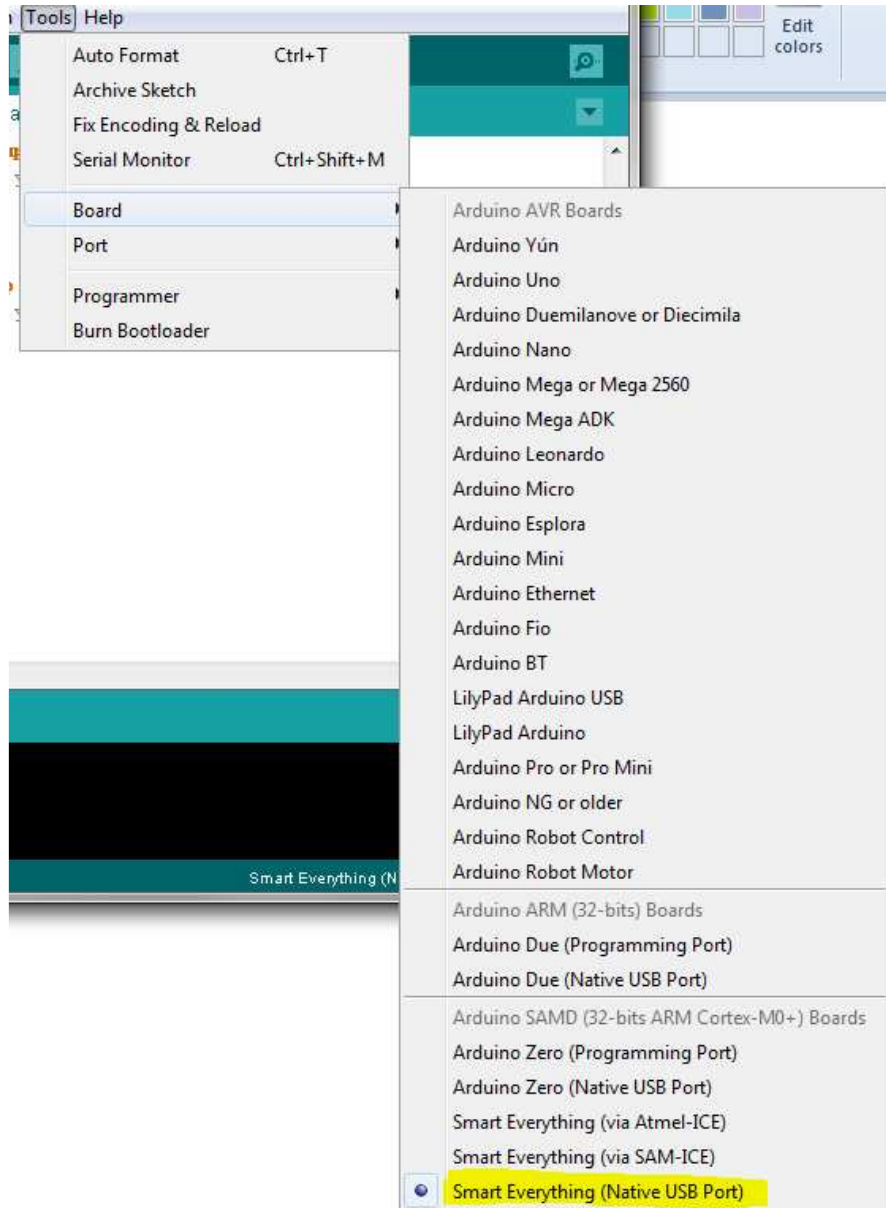 Tools Help
Edit
colors
Auto Format Ctrl+T
Archive Sketch
Fix Encoding & Reload
Serial Monitor Ctrl+Shift+M
Board
Port
Programmer
Burn Bootloader
Arduino AVR Boards
Arduino Yún
Arduino Uno
Arduino Duemilanove or Diecimila
Arduino Nano
Arduino Mega or Mega 2560
Arduino Mega ADK
Arduino Leonardo
Arduino Micro
Arduino Esplora
Arduino Mini
Arduino Ethernet
Arduino Fio
Arduino BT
LilyPad Arduino USB
LilyPad Arduino
Arduino Pro or Pro Mini
Arduino NG or older
Arduino Robot Control
Arduino Robot Motor
Smart Everything (N
Arduino ARM (32-bits) Boards
Arduino Due (Programming Port)
Arduino Due (Native USB Port)
Arduino SAMD (32-bits ARM Cortex-M0+) Boards
Arduino Zero (Programming Port)
Arduino Zero (Native USB Port)
Smart Everything (via Atmel-ICE)
Smart Everything (via SAM-ICE)
Smart Everything (Native USB Port)